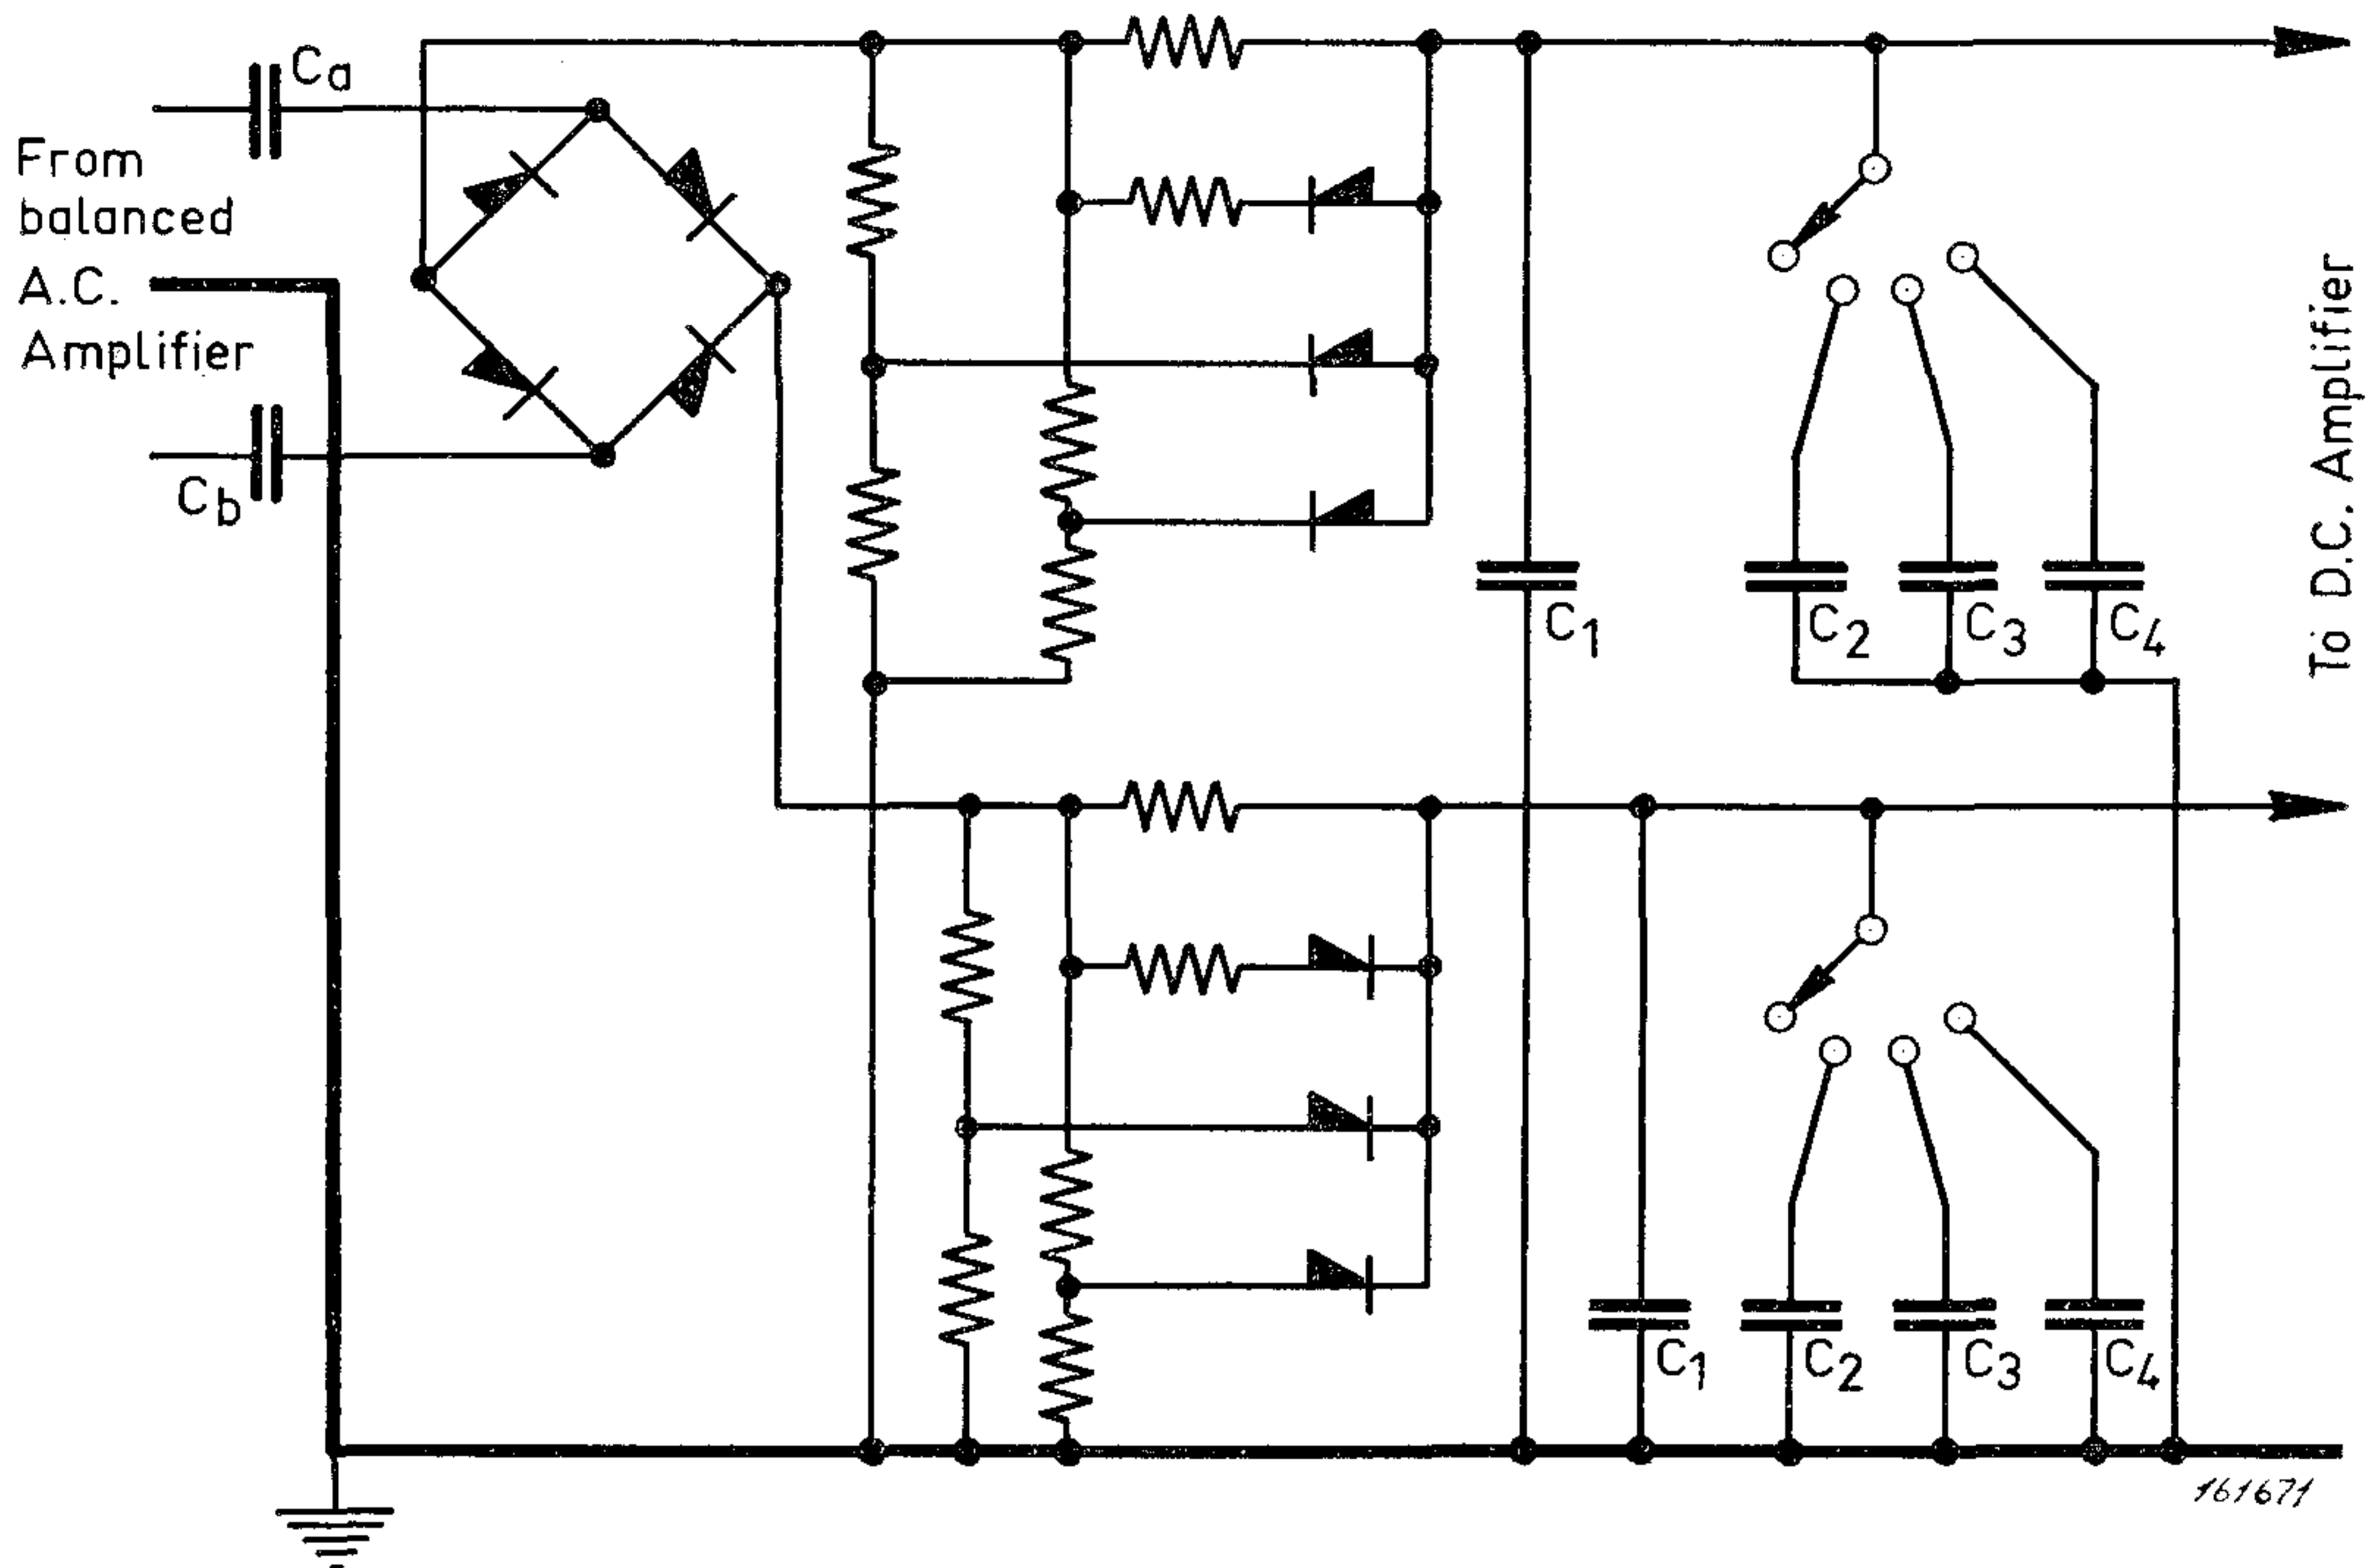 Ca
From
balanced
A.C.
Amplifier
Cb
C1
C2
C3
C4
To D.C. Amplifier
C1
C2
C3
C4
161671